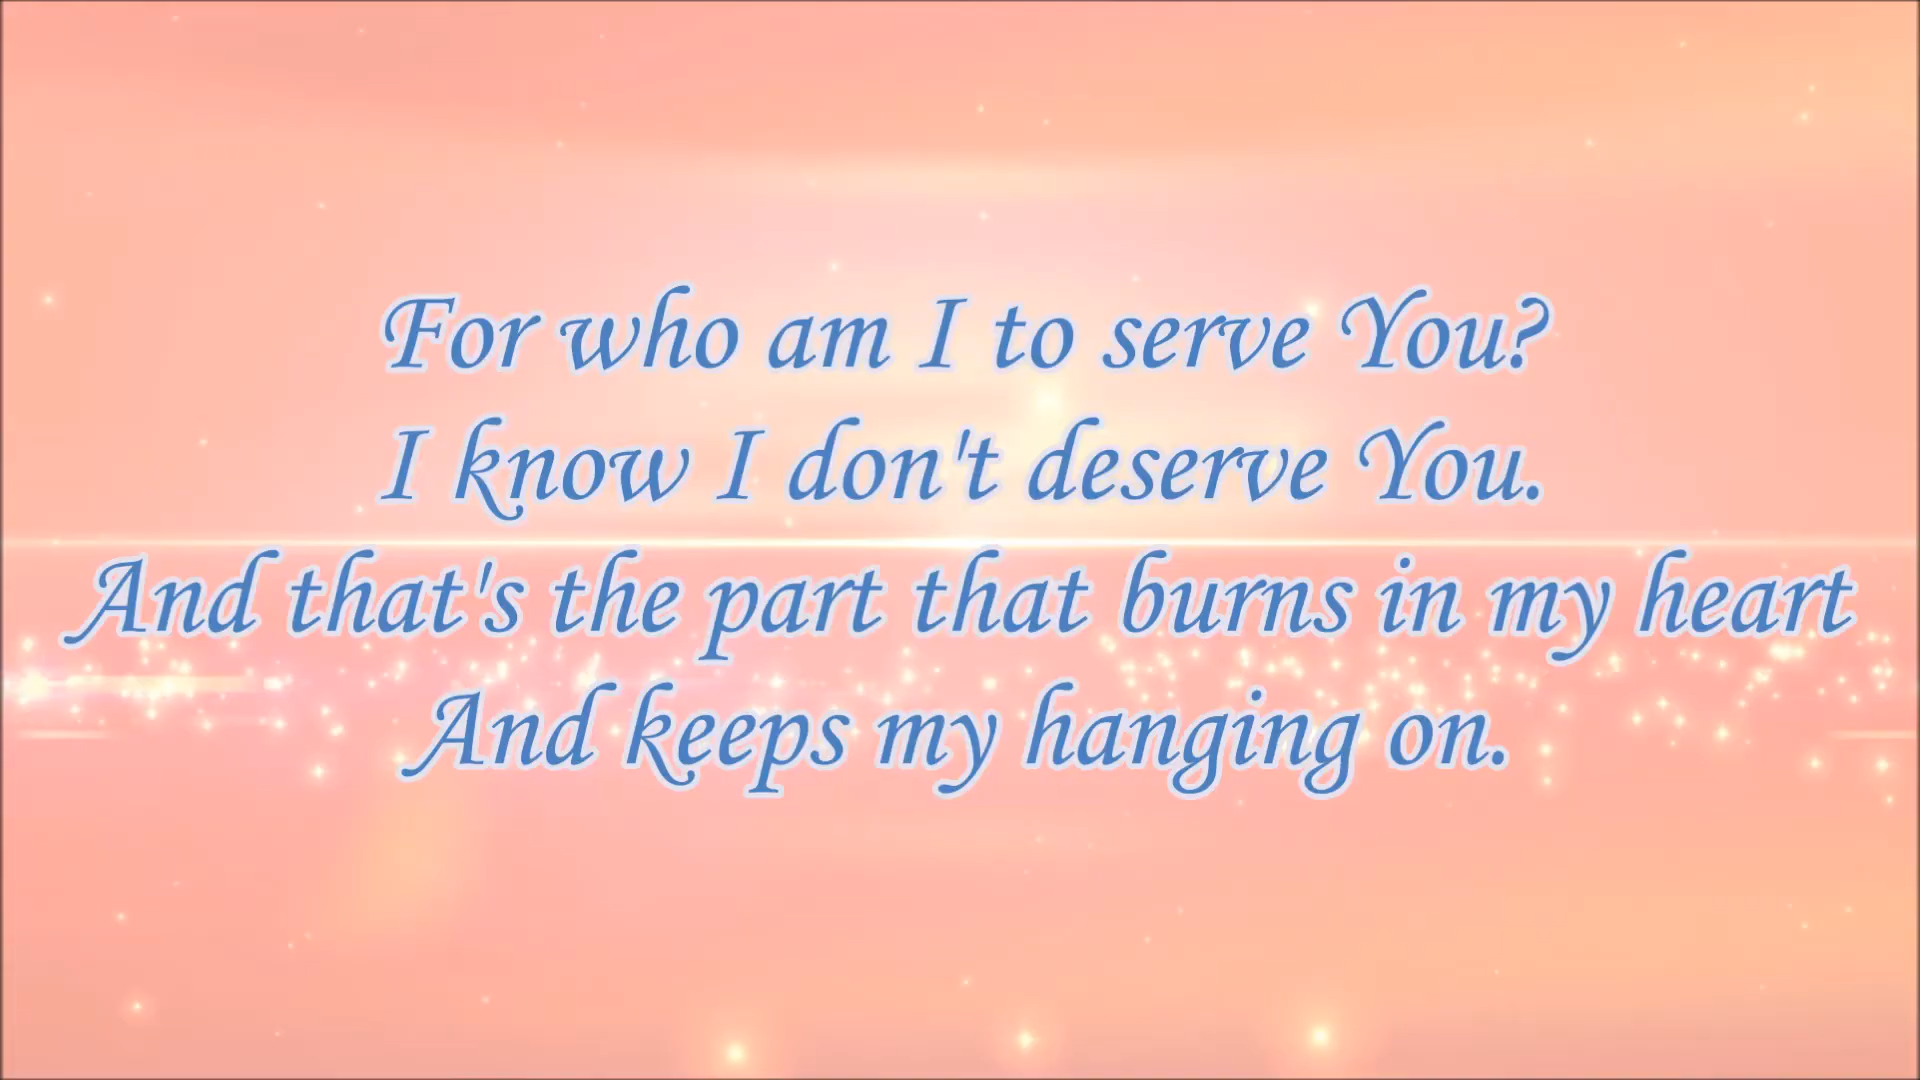 For who am I to serve You?
I know I don't deserve You.
And that's the part that burns in my heart
And keeps my hanging on.